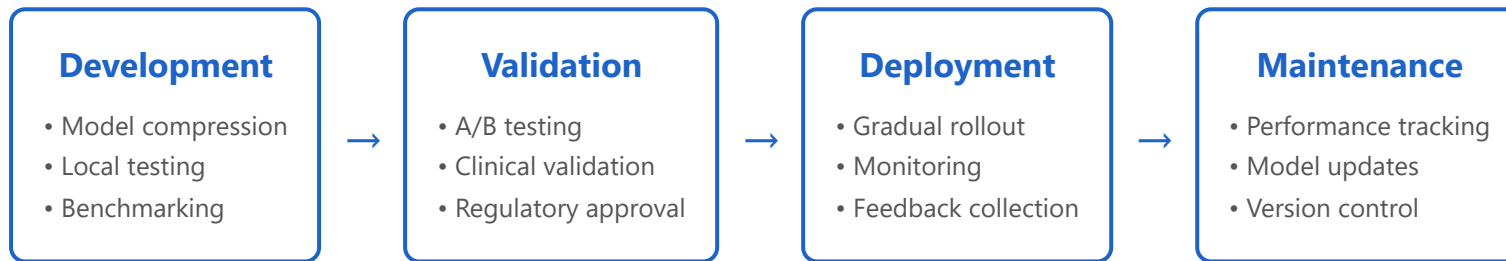 Development
• Model compression
• Local testing
• Benchmarking
→
Validation
• A/B testing
• Clinical validation
• Regulatory approval
→
Deployment
• Gradual rollout
• Monitoring
• Feedback collection
→
Maintenance
• Performance tracking
• Model updates
• Version control